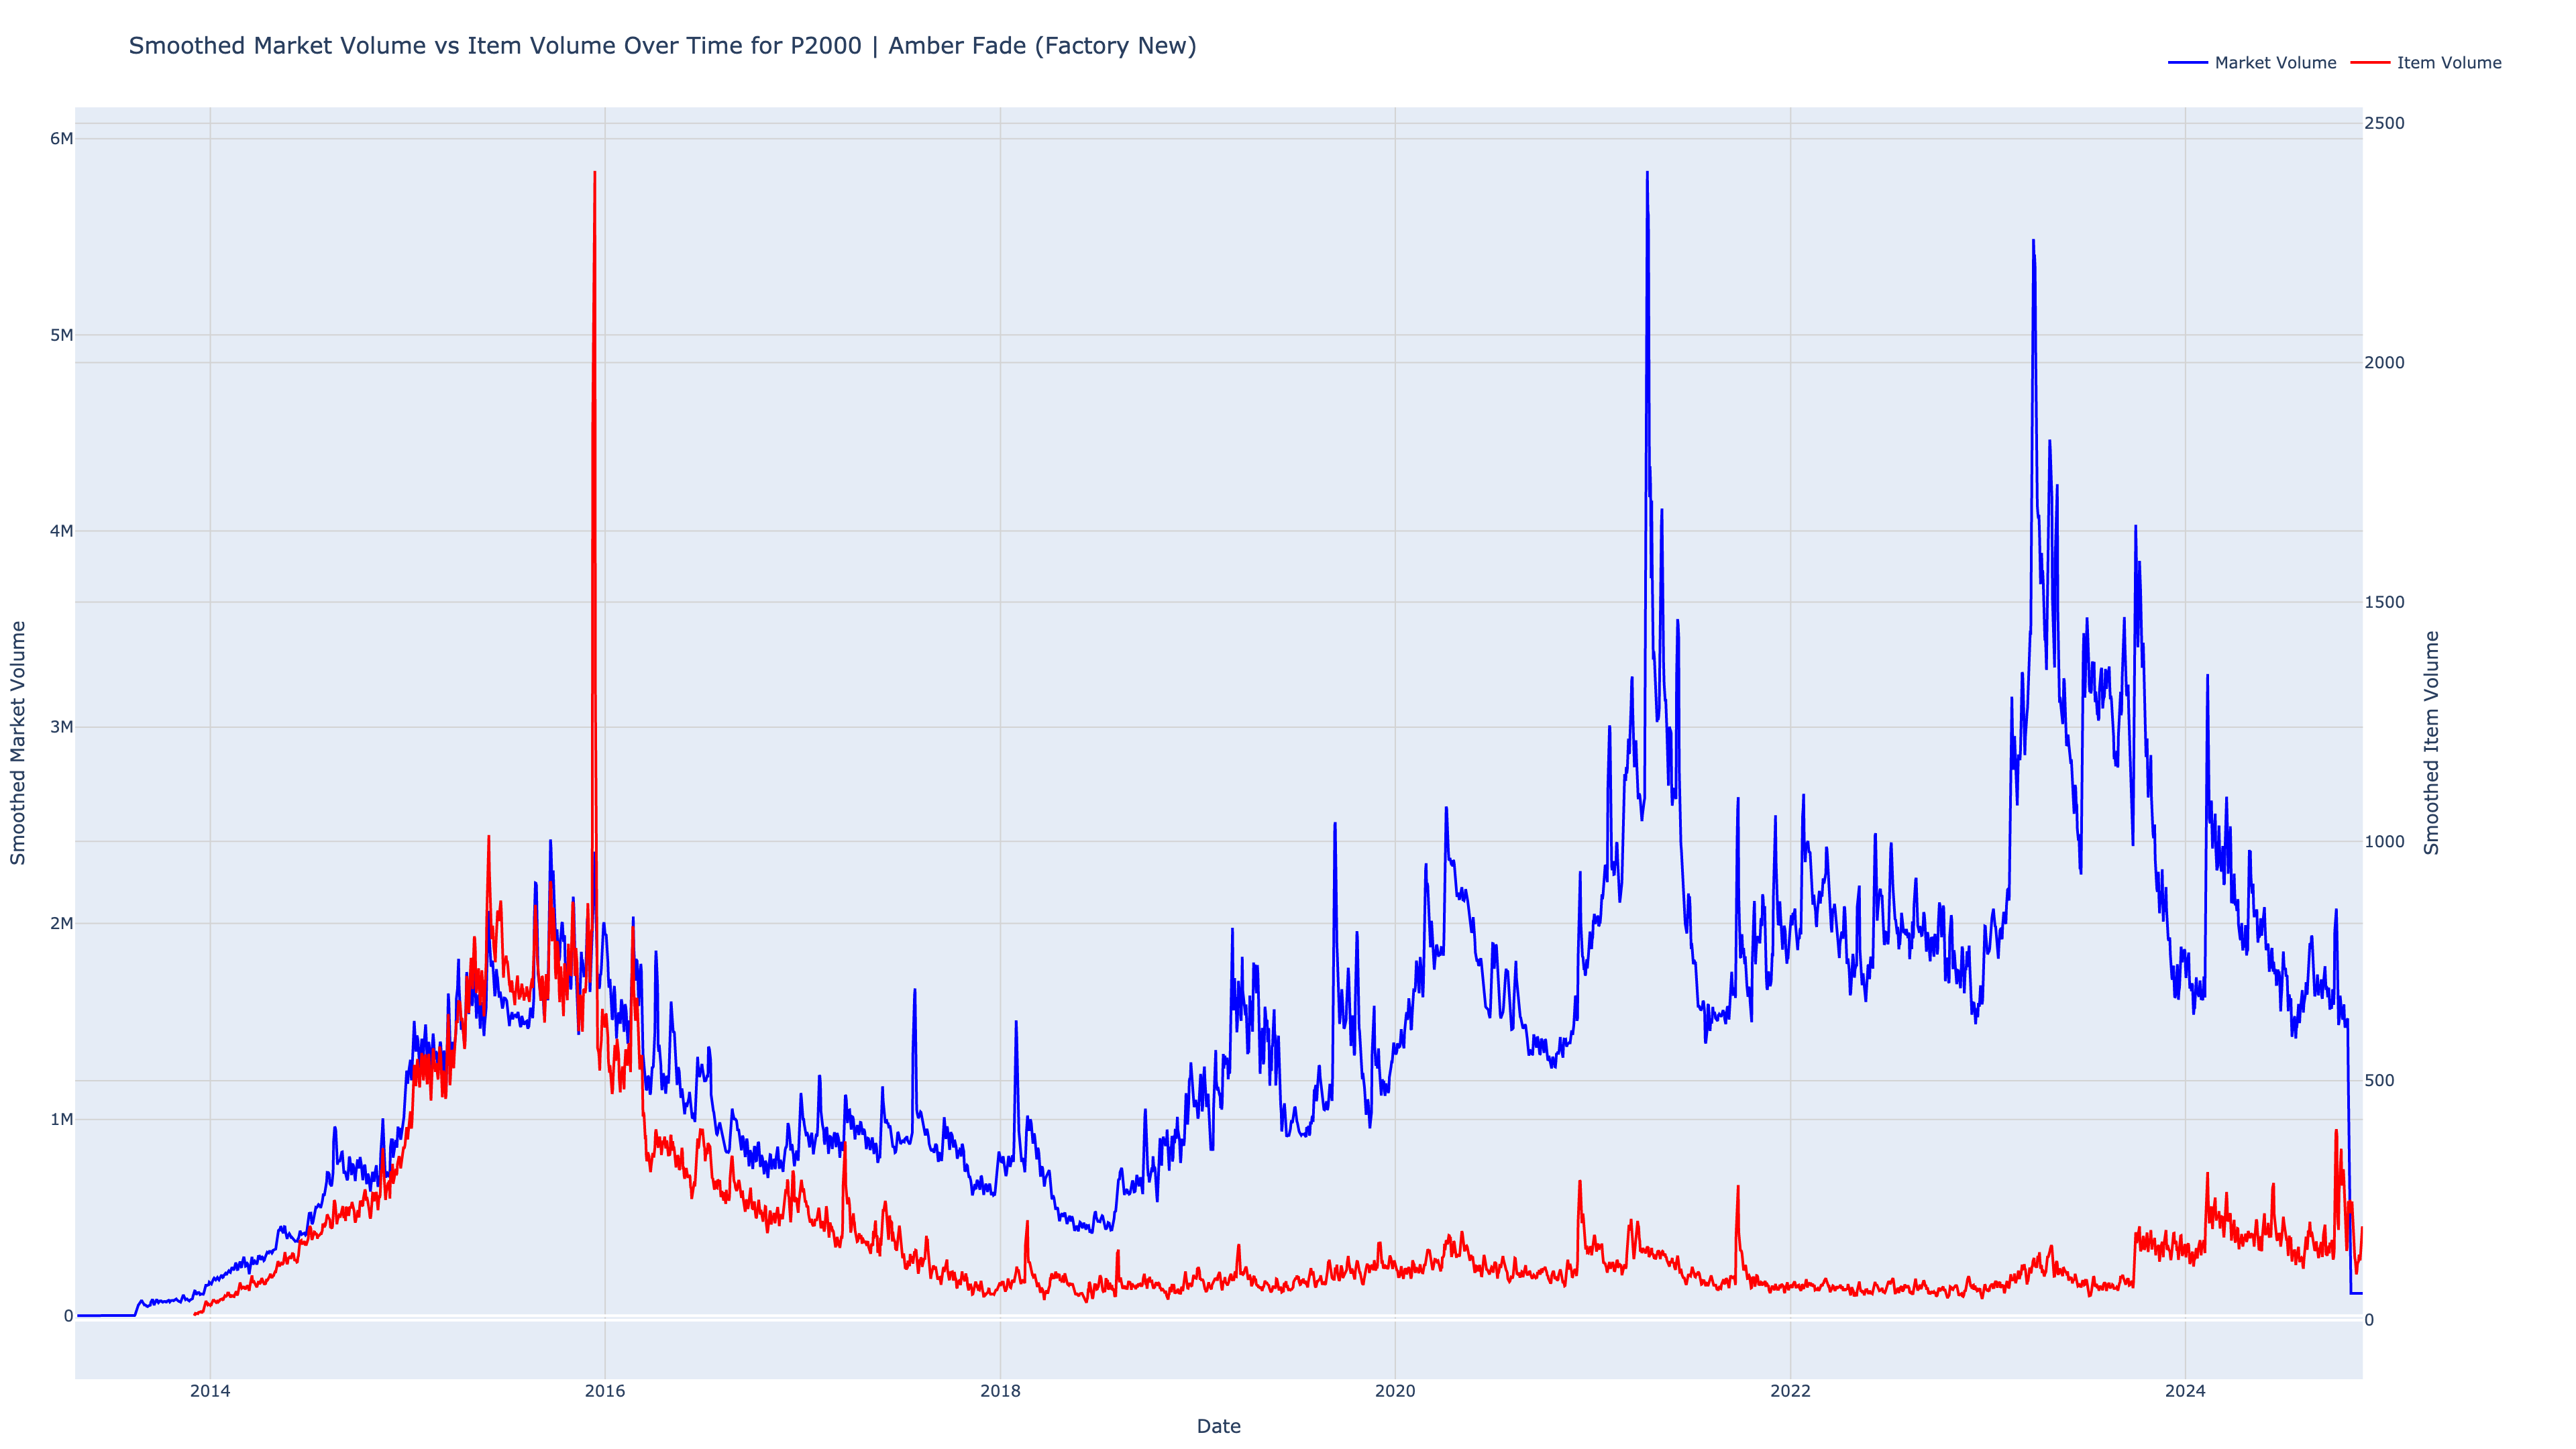 Smoothed Market Volume vs Item Volume Over Time for P2000 | Amber Fade (Factory New)
Market Volume
Item Volume
6M
5M
4M
3M
2M
1M
0
2500
2000
1500
1000
500
0
Smoothed Market Volume
Smoothed Item Volume
2014
2016
2018
2020
2022
2024
Date